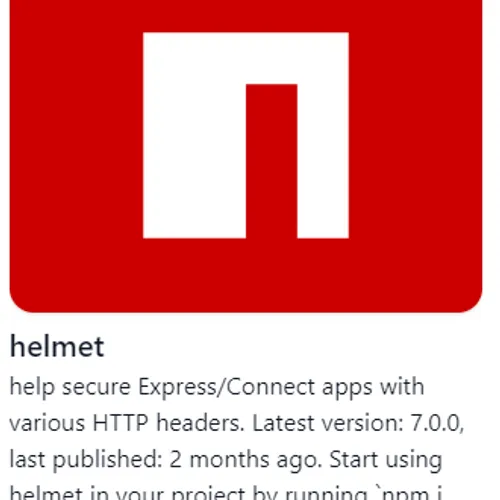 helmet
help secure Express/Connect apps with
various HTTP headers. Latest version: 7.0.0,
last published: 2 months ago. Start using
helmet in your project by running `npm i